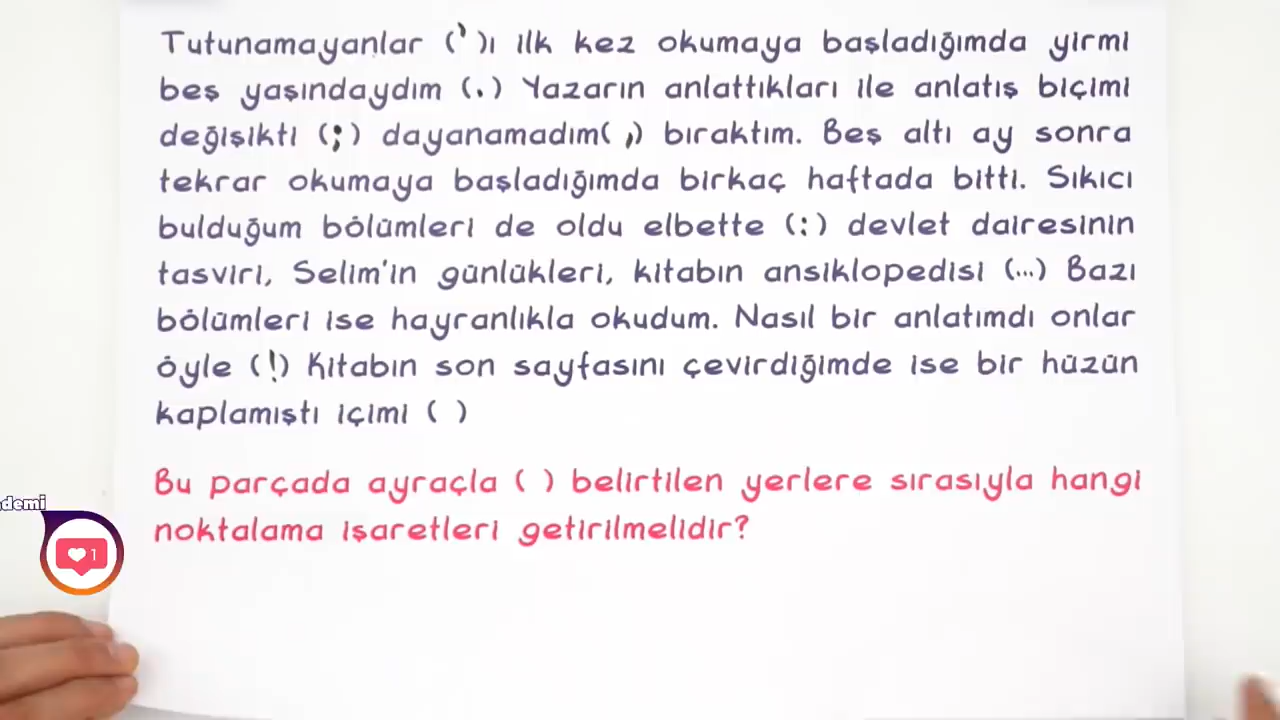 Tutunamayanlar (')ı ilk kez okumaya başladığımda yirmi
beş yaşındaydım (.) Yazarın anlattıkları ile anlatış biçimi
değişikti (;) dayanamadım( ,) bıraktım. Beş altı ay sonra
tekrar okumaya başladığımda birkaç haftada bitti. Sıkıcı
bulduğum bölümleri de oldu elbette (:) devlet dairesinin
tasviri, Selim'in günlükleri, kitabın ansiklopedisi (...) Bazı
bölümleri ise hayranlıkla okudum. Nasıl bir anlatımdı onlar
öyle (!) Kitabın son sayfasını çevirdiğimde ise bir hüzün
kaplamıştı içimi ( )
Bu parçada ayraçla ( ) belirtilen yerlere sırasıyla hangi
noktalama işaretleri getirilmelidir?
demi
1